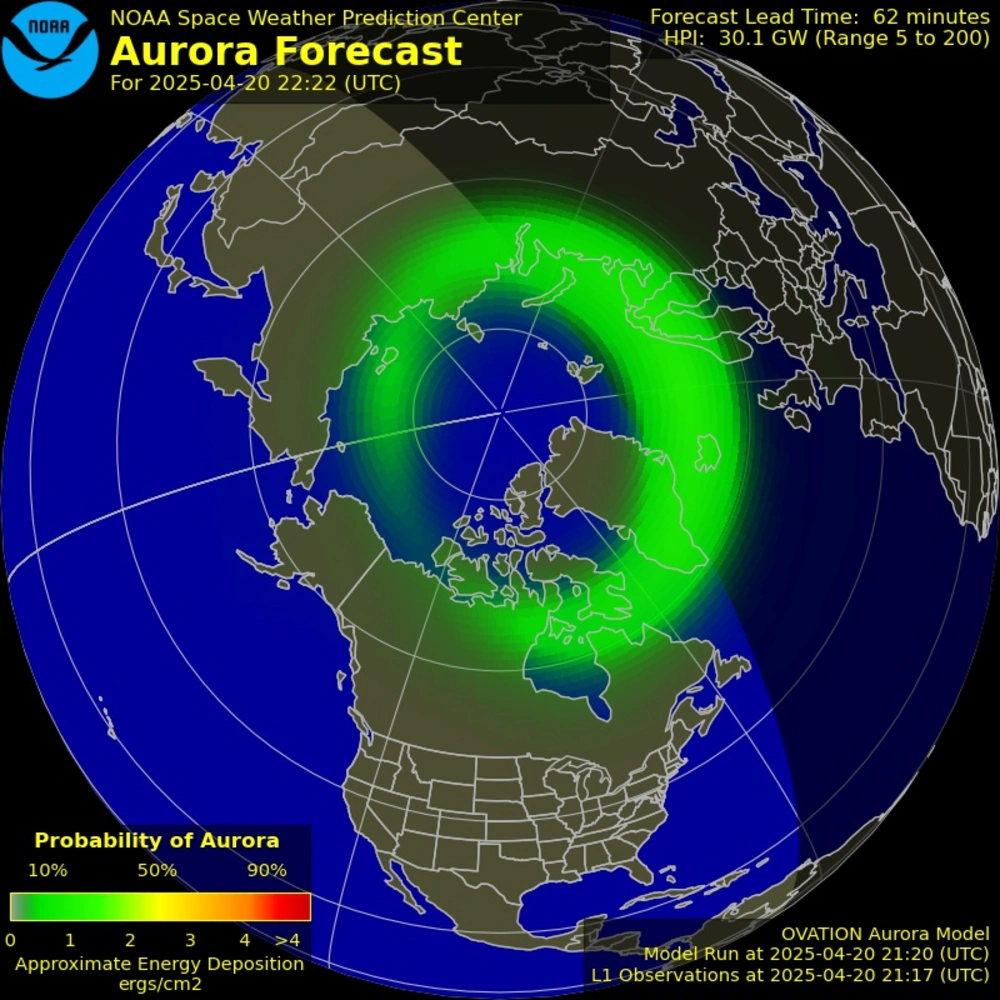 NOAA
NOAA Space Weather Prediction Center
Aurora Forecast
For 2025-04-20 22:22 (UTC)
Forecast Lead Time: 62 minutes
HPI: 30.1 GW (Range 5 to 200)
Probability of Aurora
10% 50% 90%
0 1 2 3 4 >4
Approximate Energy Deposition
ergs/cm2
OVATION Aurora Model
Model Run at 2025-04-20 21:20 (UTC)
L1 Observations at 2025-04-20 21:17 (UTC)